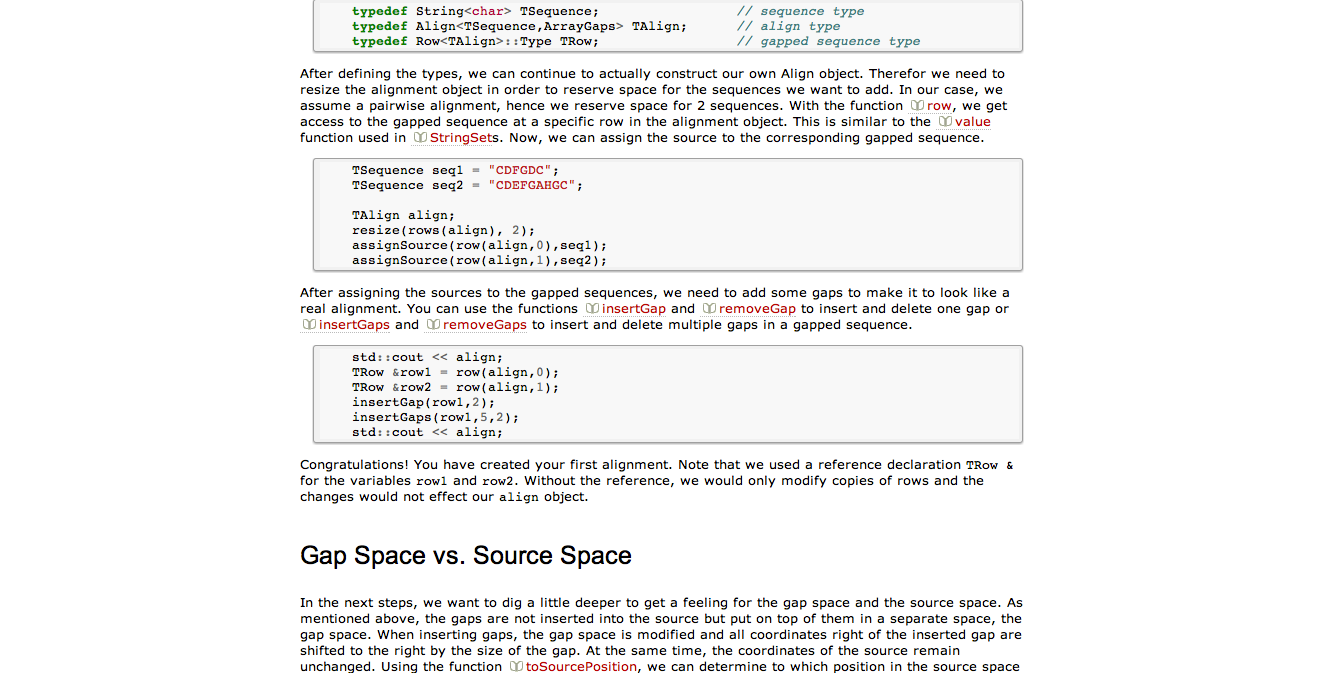 typedef String<char> TSequence; // sequence type
typedef Align<TSequence,ArrayGaps> TAlign; // align type
typedef Row<TAlign>::Type TRow; // gapped sequence type
After defining the types, we can continue to actually construct our own Align object. Therefor we need to
resize the alignment object in order to reserve space for the sequences we want to add. In our case, we
assume a pairwise alignment, hence we reserve space for 2 sequences. With the function row, we get
access to the gapped sequence at a specific row in the alignment object. This is similar to the value
function used in StringSets. Now, we can assign the source to the corresponding gapped sequence.
TSequence seq1 = "CDFGDC";
TSequence seq2 = "CDEFGAHGC";
TAlign align;
resize(rows(align), 2);
assignSource(row(align,0),seq1);
assignSource(row(align,1),seq2);
After assigning the sources to the gapped sequences, we need to add some gaps to make it to look like a
real alignment. You can use the functions insertGap and removeGap to insert and delete one gap or
insertGaps and removeGaps to insert and delete multiple gaps in a gapped sequence.
std::cout << align;
TRow &row1 = row(align,0);
TRow &row2 = row(align,1);
insertGap(row1,2);
insertGaps(row1,5,2);
std::cout << align;
Congratulations! You have created your first alignment. Note that we used a reference declaration TRow &
for the variables row1 and row2. Without the reference, we would only modify copies of rows and the
changes would not effect our align object.
Gap Space vs. Source Space
In the next steps, we want to dig a little deeper to get a feeling for the gap space and the source space. As
mentioned above, the gaps are not inserted into the source but put on top of them in a separate space, the
gap space. When inserting gaps, the gap space is modified and all coordinates right of the inserted gap are
shifted to the right by the size of the gap. At the same time, the coordinates of the source remain
unchanged. Using the function toSourcePosition, we can determine to which position in the source space